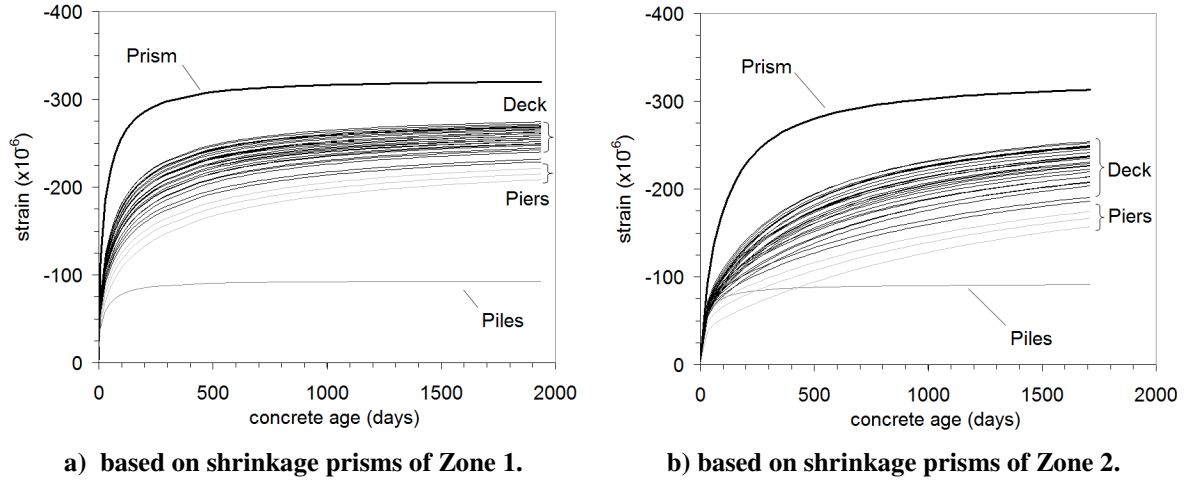 -400
-300
-200
-100
0
strain (x10⁻⁶)
Prism
Deck
Piers
Piles
0 500 1000 1500 2000
concrete age (days)
a) based on shrinkage prisms of Zone 1.
-400
-300
-200
-100
0
strain (x10⁻⁶)
Prism
Deck
Piers
Piles
0 500 1000 1500 2000
concrete age (days)
b) based on shrinkage prisms of Zone 2.